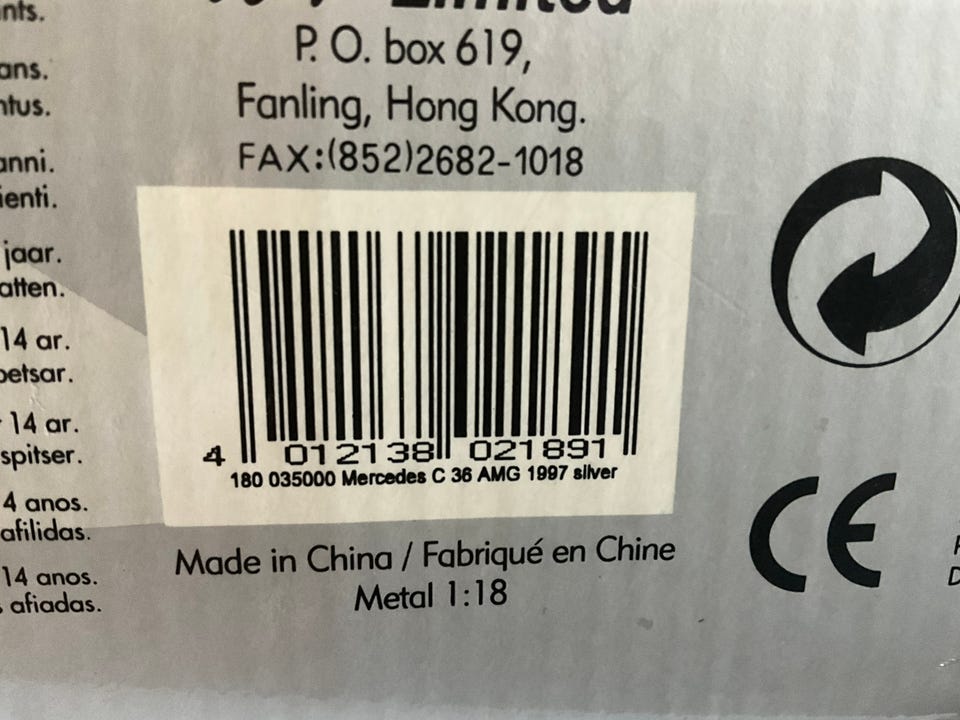 nts.
ans.
ntus.
anni.
ienti.
jaar.
atten.
14 ar.
petsar.
14 ar.
spitser.
4 anos.
afilidas.
14 anos.
afiadas.
Limited
P. O. box 619,
Fanling, Hong Kong.
FAX:(852)2682-1018
4 012138 021891
180 035000 Mercedes C 36 AMG 1997 silver
Made in China / Fabriqué en Chine
Metal 1:18
CE